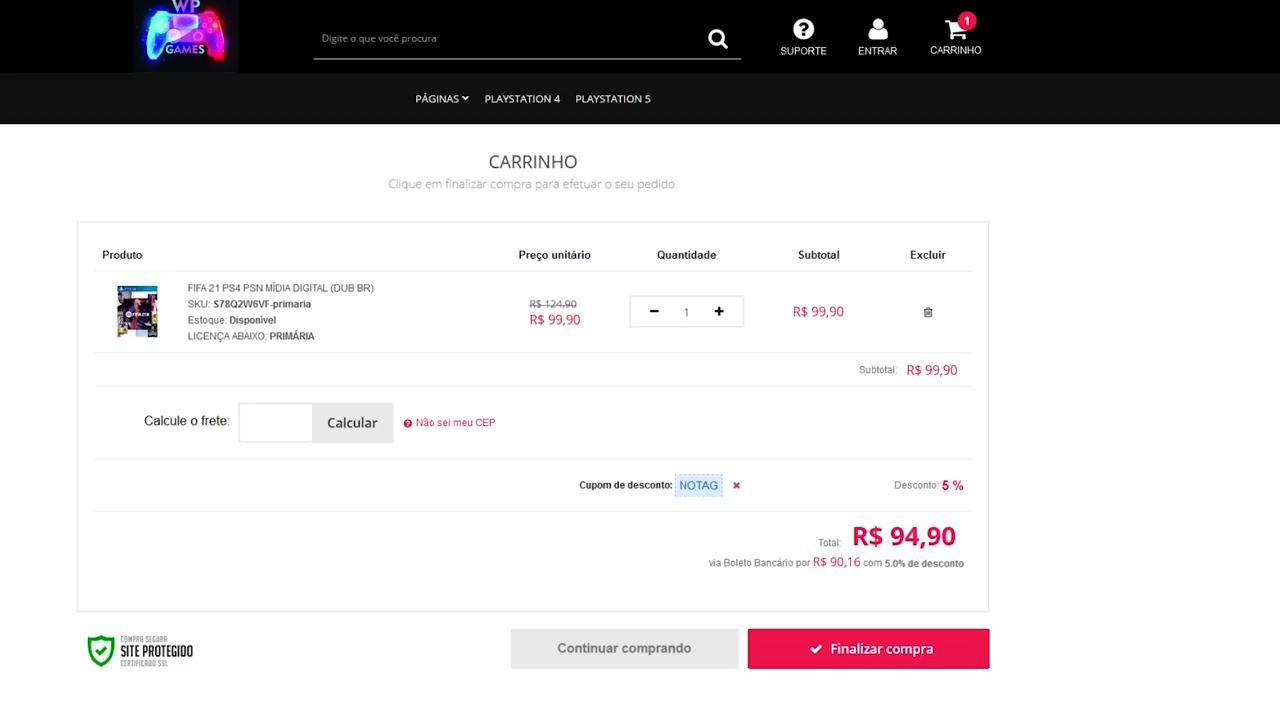 WP
GAMES
Digite o que você procura
SUPORTE
ENTRAR
1
CARRINHO
PÁGINAS
PLAYSTATION 4
PLAYSTATION 5
CARRINHO
Clique em finalizar compra para efetuar o seu pedido.
Produto
Preço unitário
Quantidade
Subtotal
Excluir
FIFA 21 PS4 PSN MÍDIA DIGITAL (DUB BR)
SKU: S78Q2W6VF-primaria
Estoque: Disponível
LICENÇA ABAIXO: PRIMÁRIA
R$ 124,90
R$ 99,90
- 1 +
R$ 99,90
Subtotal: R$ 99,90
Calcule o frete:
Calcular
? Não sei meu CEP
Cupom de desconto: NOTAG
Desconto: 5 %
Total: R$ 94,90
via Boleto Bancário por R$ 90,16 com 5.0% de desconto
COMPRA SEGURA
SITE PROTEGIDO
CERTIFICADO SSL
Continuar comprando
Finalizar compra